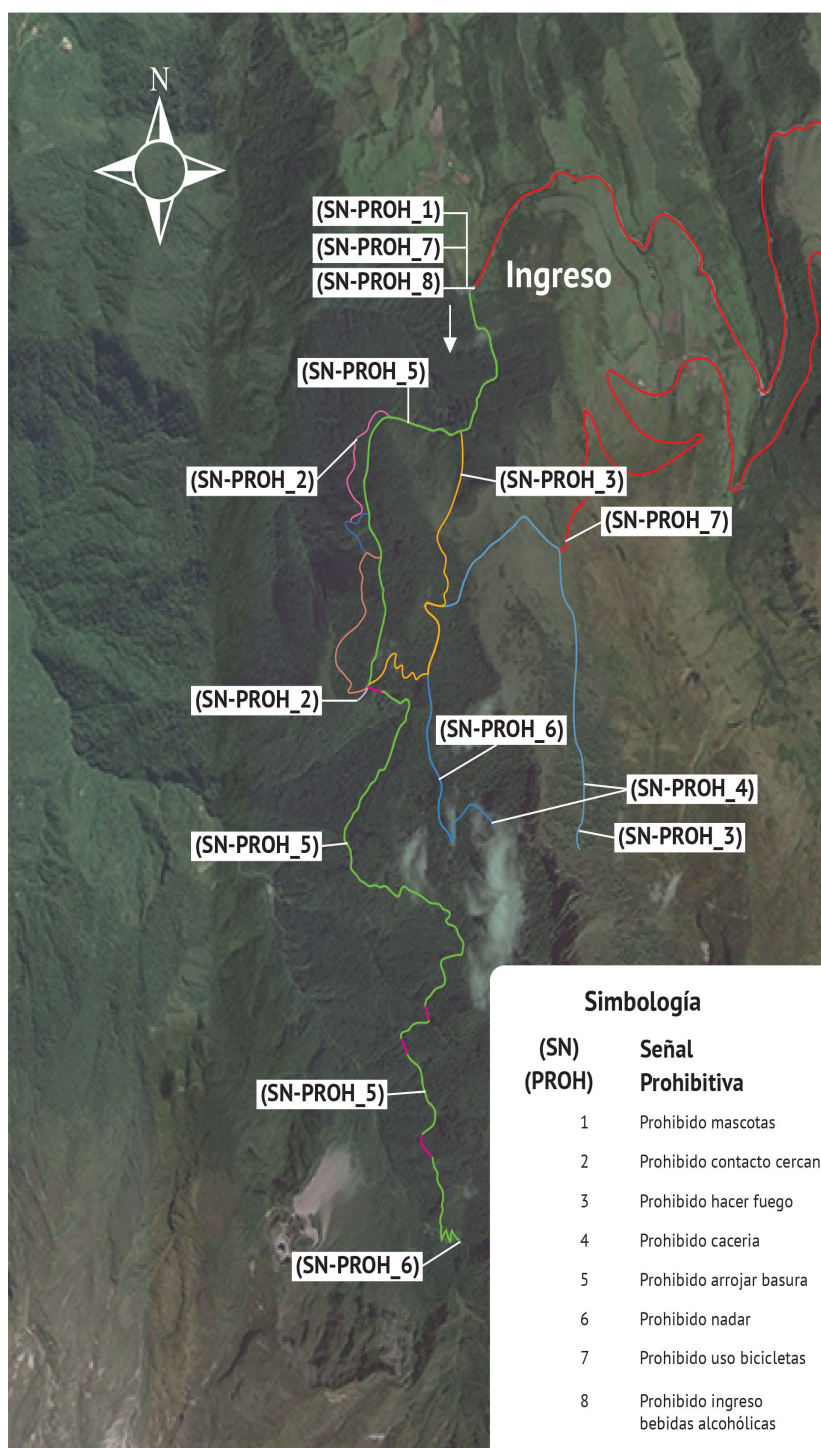 N
(SN-PROH_1)
(SN-PROH_7)
(SN-PROH_8)
Ingreso
(SN-PROH_5)
(SN-PROH_2)
(SN-PROH_3)
(SN-PROH_7)
(SN-PROH_2)
(SN-PROH_6)
(SN-PROH_4)
(SN-PROH_5)
(SN-PROH_3)
(SN-PROH_5)
(SN-PROH_6)
Simbología
(SN) Señal
(PROH) Prohibitiva
1 Prohibido mascotas
2 Prohibido contacto cercan
3 Prohibido hacer fuego
4 Prohibido caceria
5 Prohibido arrojar basura
6 Prohibido nadar
7 Prohibido uso bicicletas
8 Prohibido ingreso
bebidas alcohólicas